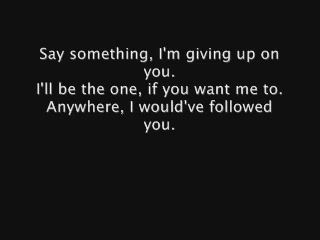 Say something, I'm giving up on
you.
I'll be the one, if you want me to.
Anywhere, I would've followed
you.